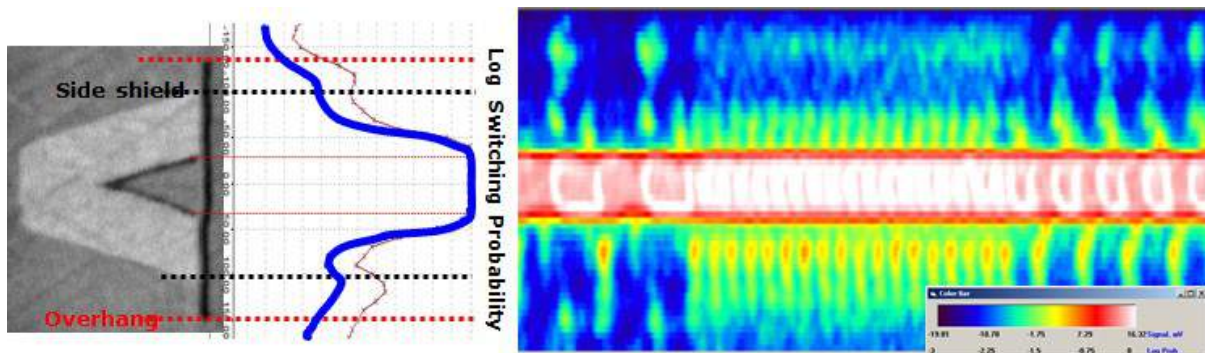 Side shield
Overhang
Log Switching Probability
Color Bar
-19.81 -10.78 -1.75 7.25 16.32 Signal, mV
-3 -2.25 -1.5 -0.75 0 Log Prob